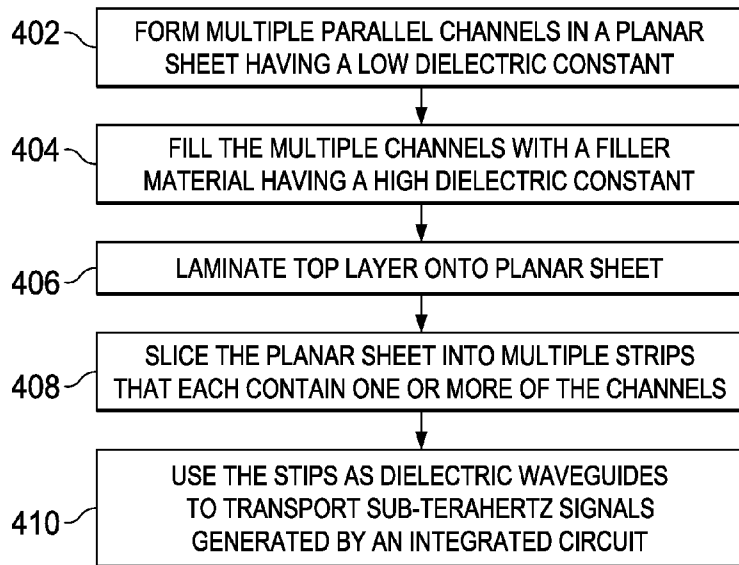 402
FORM MULTIPLE PARALLEL CHANNELS IN A PLANAR
SHEET HAVING A LOW DIELECTRIC CONSTANT
404
FILL THE MULTIPLE CHANNELS WITH A FILLER
MATERIAL HAVING A HIGH DIELECTRIC CONSTANT
406
LAMINATE TOP LAYER ONTO PLANAR SHEET
408
SLICE THE PLANAR SHEET INTO MULTIPLE STRIPS
THAT EACH CONTAIN ONE OR MORE OF THE CHANNELS
410
USE THE STIPS AS DIELECTRIC WAVEGUIDES
TO TRANSPORT SUB-TERAHERTZ SIGNALS
GENERATED BY AN INTEGRATED CIRCUIT